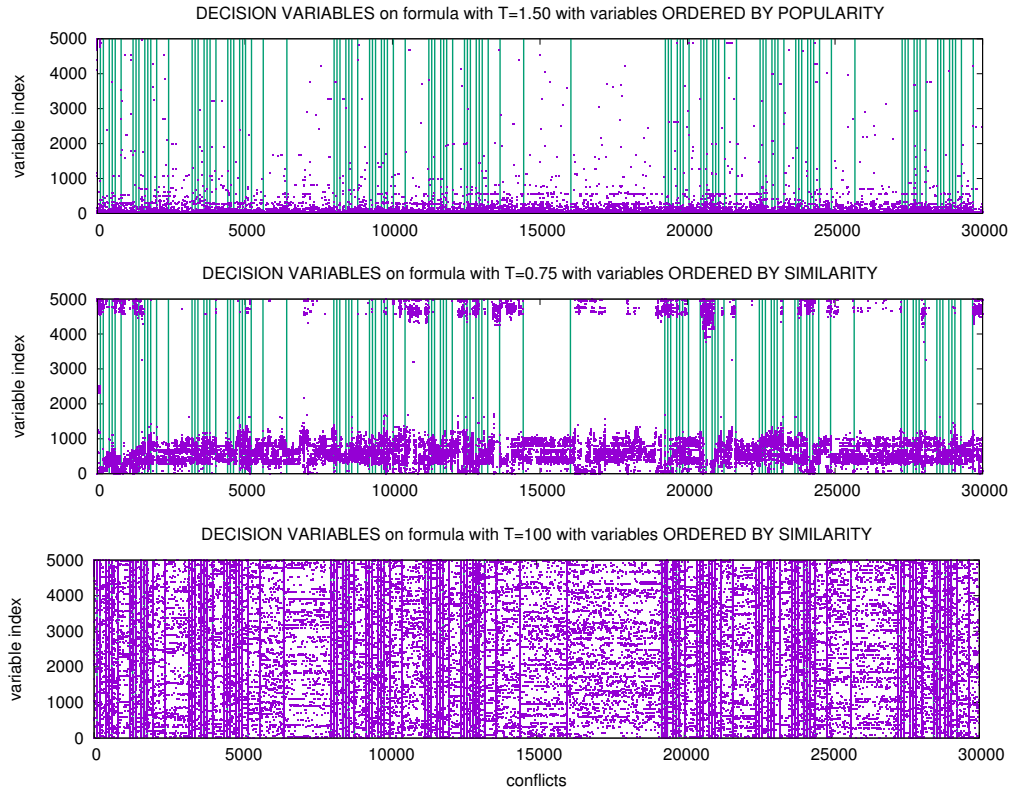 DECISION VARIABLES on formula with T=1.50 with variables ORDERED BY POPULARITY
5000
4000
3000
2000
1000
0
variable index
0 5000 10000 15000 20000 25000 30000
DECISION VARIABLES on formula with T=0.75 with variables ORDERED BY SIMILARITY
5000
4000
3000
2000
1000
0
variable index
0 5000 10000 15000 20000 25000 30000
DECISION VARIABLES on formula with T=100 with variables ORDERED BY SIMILARITY
5000
4000
3000
2000
1000
0
variable index
0 5000 10000 15000 20000 25000 30000
conflicts